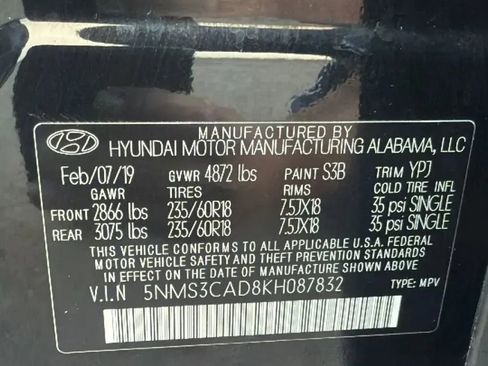 MANUFACTURED BY
HYUNDAI MOTOR MANUFACTURING ALABAMA, LLC
Feb/07/19 GVWR 4872 lbs PAINT S3B TRIM YPJ
GAWR TIRES RIMS COLD TIRE INFL
FRONT 2866 lbs 235/60R18 7.5JX18 35 psi SINGLE
REAR 3075 lbs 235/60R18 7.5JX18 35 psi SINGLE
THIS VEHICLE CONFORMS TO ALL APPLICABLE U.S.A. FEDERAL
MOTOR VEHICLE SAFETY AND THEFT PREVENTION STANDARDS
IN EFFECT ON THE DATE OF MANUFACTURE SHOWN ABOVE.
V.I.N 5NMS3CAD8KH087832 TYPE: MPV